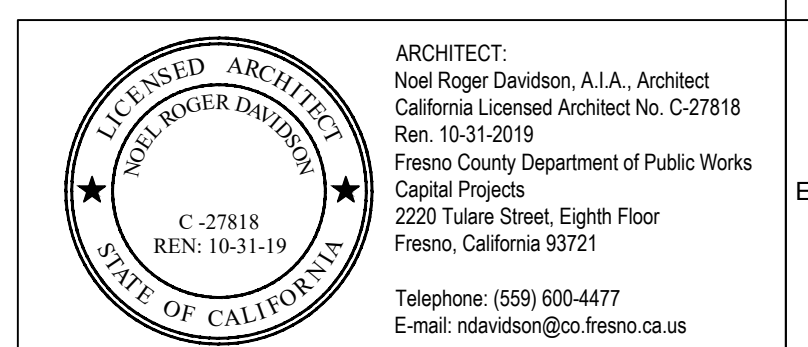 LICENSED ARCHITECT
NOEL ROGER DAVIDSON
C -27818
REN: 10-31-19
STATE OF CALIFORNIA
ARCHITECT:
Noel Roger Davidson, A.I.A., Architect
California Licensed Architect No. C-27818
Ren. 10-31-2019
Fresno County Department of Public Works
Capital Projects
2220 Tulare Street, Eighth Floor
Fresno, California 93721
Telephone: (559) 600-4477
E-mail: ndavidson@co.fresno.ca.us
E